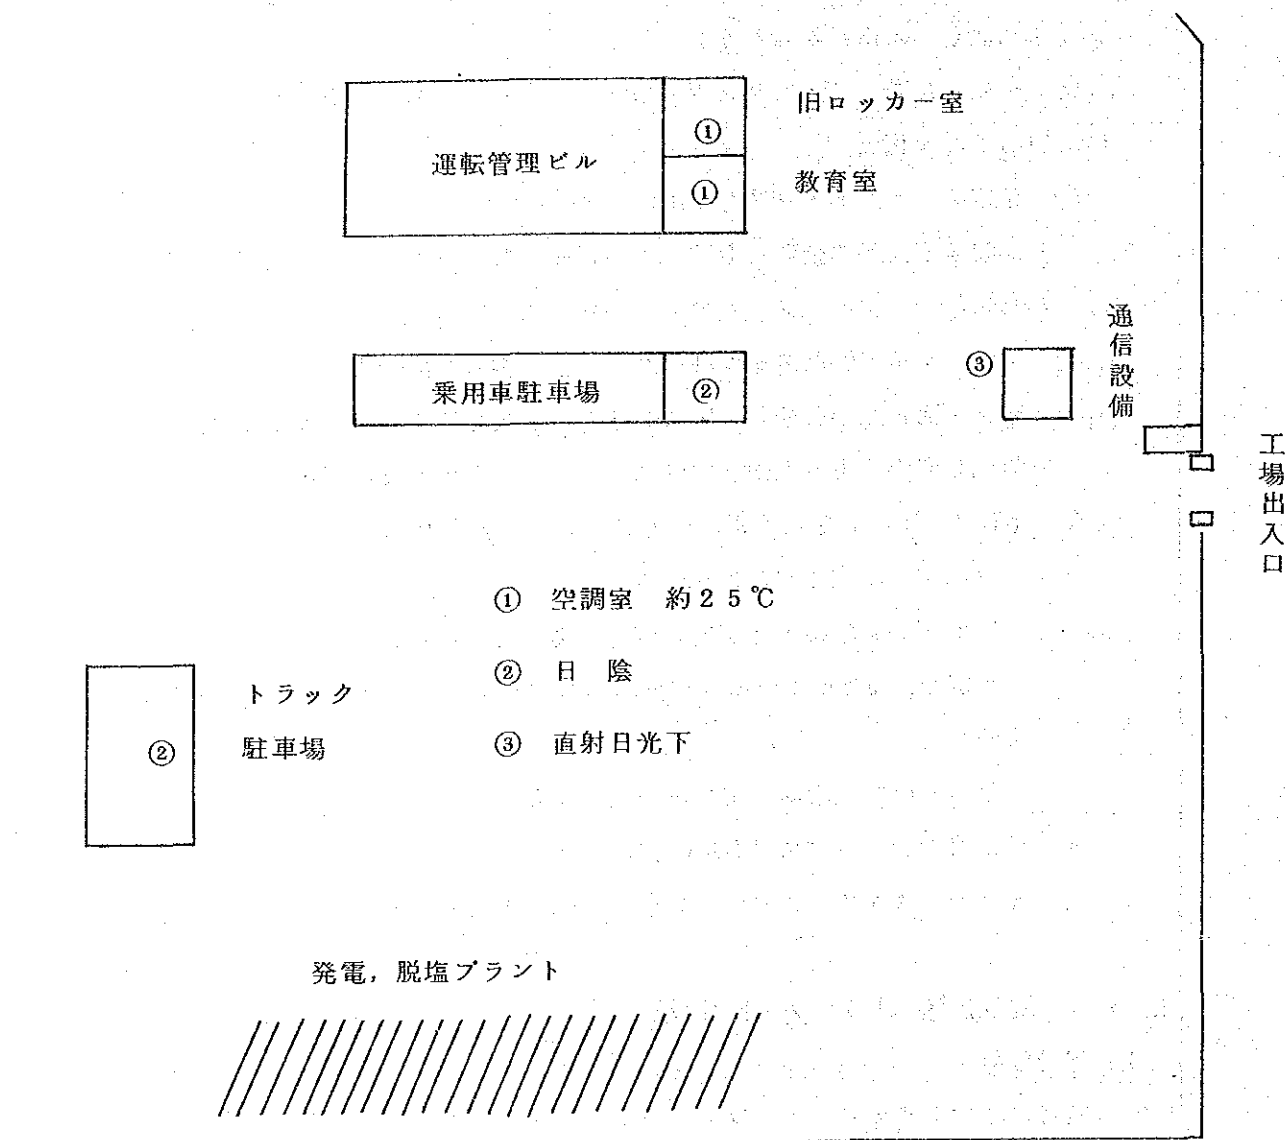 旧ロッカー室
①
運転管理ビル
①
教育室
通信設備
③
乗用車駐車場
②
工場出入口
① 空調室 約25℃
② 日陰
③ 直射日光下
トラック
駐車場
②
発電,脱塩プラント